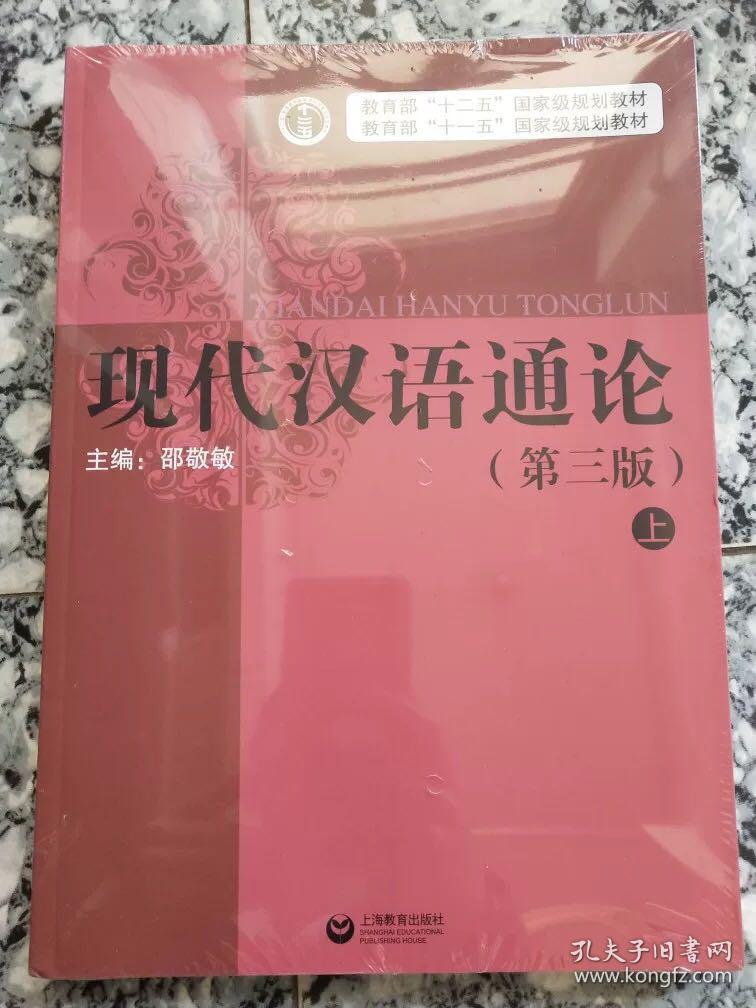 教育部“十二五”国家级规划教材
教育部“十一五”国家级规划教材
XIANDAI HANYU TONGLUN
现代汉语通论
主编：邵敬敏
（第三版）
上
上海教育出版社
SHANGHAI EDUCATIONAL
PUBLISHING HOUSE
孔夫子旧书网
www.kongfz.com